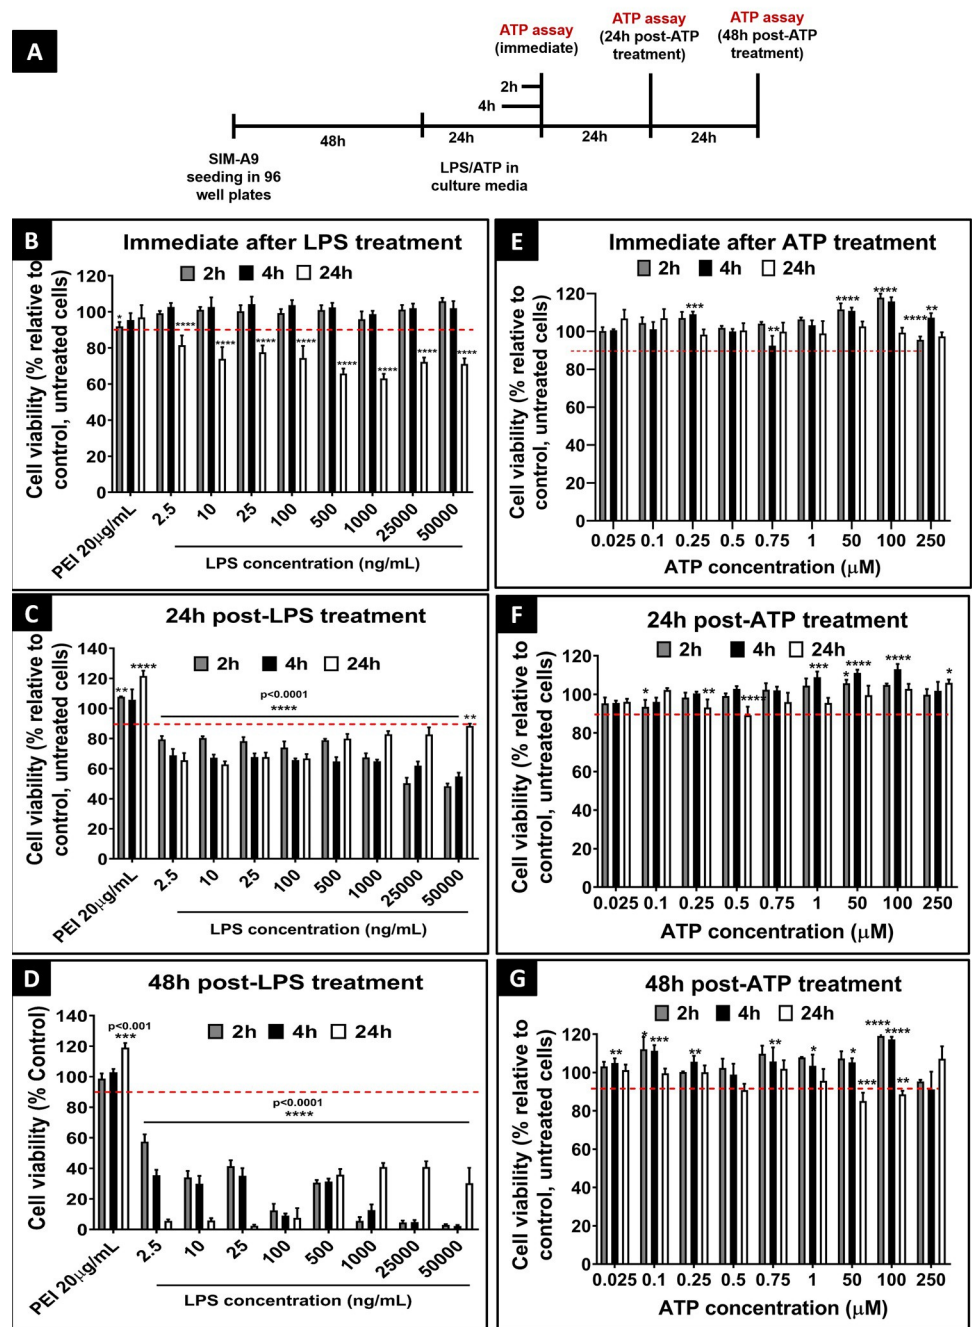 A
ATP assay
(immediate)
ATP assay
(24h post-ATP
treatment)
ATP assay
(48h post-ATP
treatment)
2h
4h
48h
24h
24h
24h
SIM-A9
seeding in 96
well plates
LPS/ATP in
culture media
B
Immediate after LPS treatment
2h 4h 24h
Cell viability (% relative to
control, untreated cells)
120
100
80
60
40
20
0
* **** **** **** **** **** **** **** ****
PEI 20µg/mL 2.5 10 25 100 500 1000 25000 50000
LPS concentration (ng/mL)
E
Immediate after ATP treatment
2h 4h 24h
Cell viability (% relative to
control, untreated cells)
120
100
80
60
40
20
0
*** ** **** **** **** **
0.025 0.1 0.25 0.5 0.75 1 50 100 250
ATP concentration (µM)
C
24h post-LPS treatment
2h 4h 24h
Cell viability (% relative to
control, untreated cells)
140
120
100
80
60
40
20
0
** ****
p<0.0001
****
**
PEI 20µg/mL 2.5 10 25 100 500 1000 25000 50000
LPS concentration (ng/mL)
F
24h post-ATP treatment
2h 4h 24h
Cell viability (% relative to
control, untreated cells)
120
100
80
60
40
20
0
* ** **** *** * **** **** *
0.025 0.1 0.25 0.5 0.75 1 50 100 250
ATP concentration (µM)
D
48h post-LPS treatment
2h 4h 24h
Cell viability (% Control)
140
120
100
80
60
40
20
0
p<0.001
***
p<0.0001
****
PEI 20µg/mL 2.5 10 25 100 500 1000 25000 50000
LPS concentration (ng/mL)
G
48h post-ATP treatment
2h 4h 24h
Cell viability (% relative to
control, untreated cells)
120
100
80
60
40
20
0
** * *** ** ** * * *** **** **** **
0.025 0.1 0.25 0.5 0.75 1 50 100 250
ATP concentration (µM)